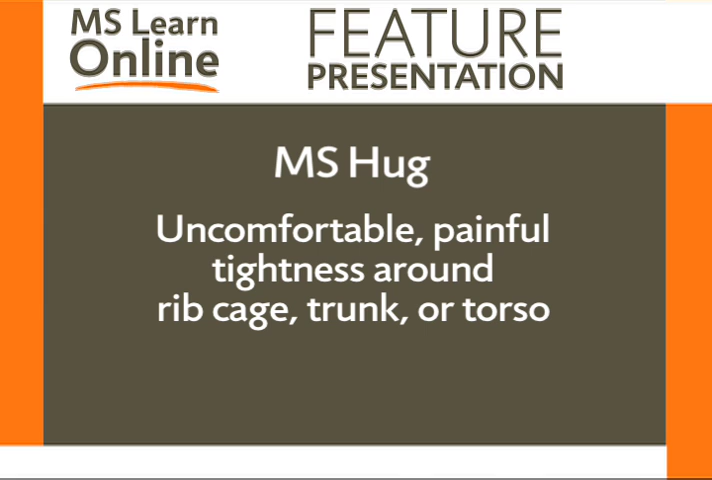 MS Learn
Online
FEATURE
PRESENTATION
MS Hug
Uncomfortable, painful
tightness around
rib cage, trunk, or torso